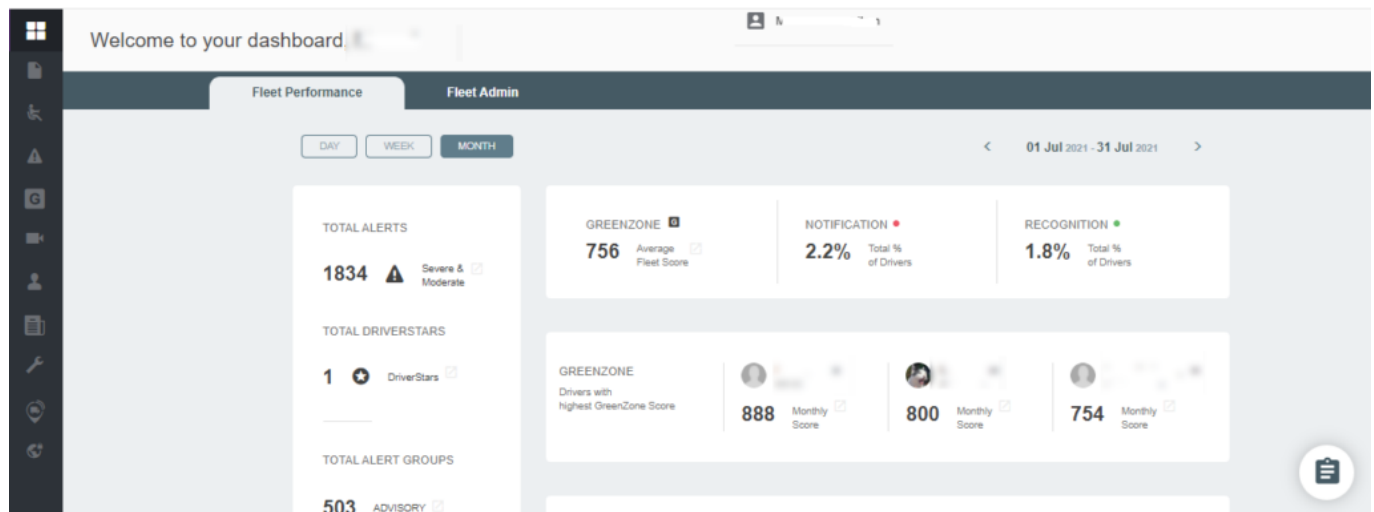 Welcome to your dashboard,
Fleet Performance
Fleet Admin
DAY
WEEK
MONTH
01 Jul 2021 - 31 Jul 2021
TOTAL ALERTS
1834
Severe &
Moderate
TOTAL DRIVERSTARS
1
DriverStars
TOTAL ALERT GROUPS
503 ADVISORY
GREENZONE G
756
Average
Fleet Score
NOTIFICATION
2.2%
Total %
of Drivers
RECOGNITION
1.8%
Total %
of Drivers
GREENZONE
Drivers with
highest GreenZone Score
888
Monthly
Score
800
Monthly
Score
754
Monthly
Score
G